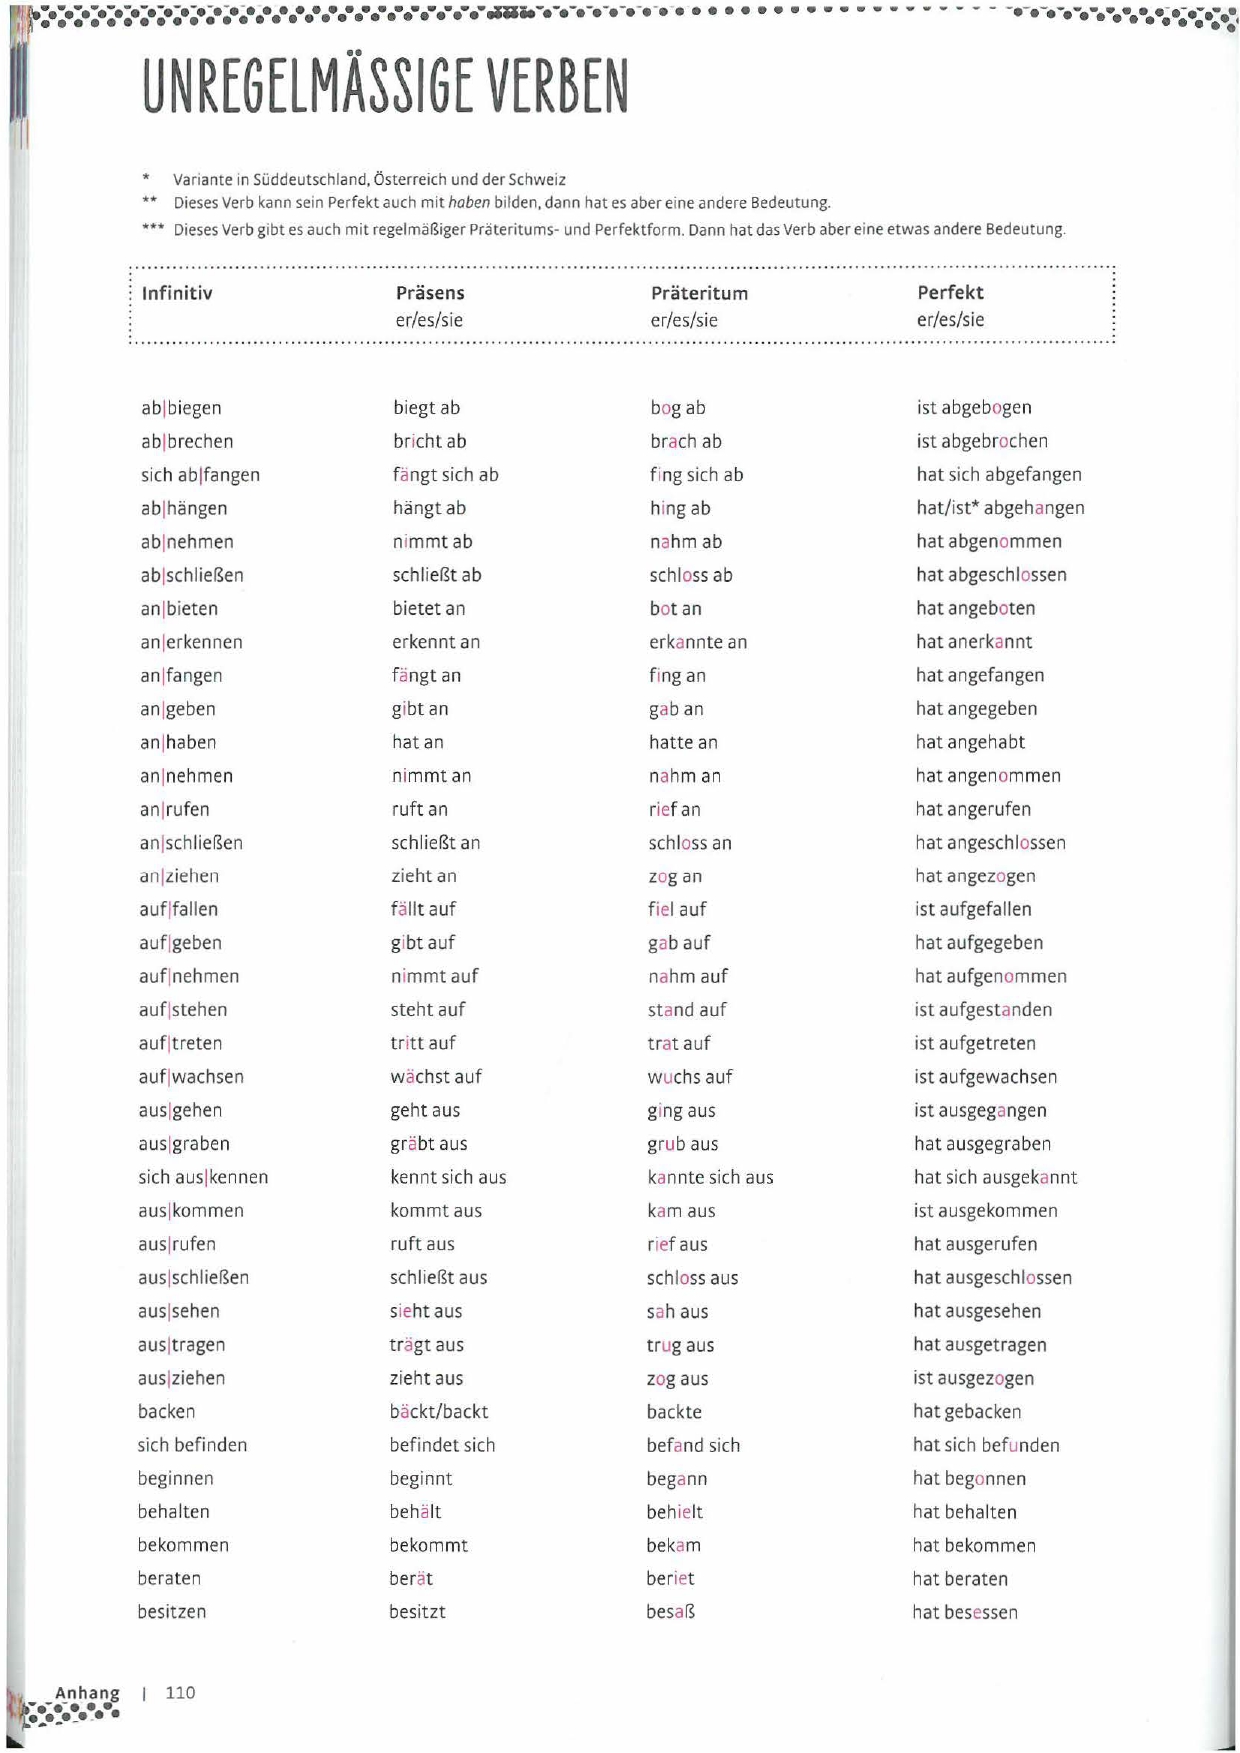 UNREGELMÄSSIGE VERBEN
* Variante in Süddeutschland, Österreich und der Schweiz
** Dieses Verb kann sein Perfekt auch mit haben bilden, dann hat es aber eine andere Bedeutung.
*** Dieses Verb gibt es auch mit regelmäßiger Präteritums- und Perfektform. Dann hat das Verb aber eine etwas andere Bedeutung.
Infinitiv Präsens Präteritum Perfekt
er/es/sie er/es/sie er/es/sie
ab|biegen biegt ab bog ab ist abgebogen
ab|brechen bricht ab brach ab ist abgebrochen
sich ab|fangen fängt sich ab fing sich ab hat sich abgefangen
ab|hängen hängt ab hing ab hat/ist* abgehangen
ab|nehmen nimmt ab nahm ab hat abgenommen
ab|schließen schließt ab schloss ab hat abgeschlossen
an|bieten bietet an bot an hat angeboten
an|erkennen erkennt an erkannte an hat anerkannt
an|fangen fängt an fing an hat angefangen
an|geben gibt an gab an hat angegeben
an|haben hat an hatte an hat angehabt
an|nehmen nimmt an nahm an hat angenommen
an|rufen ruft an rief an hat angerufen
an|schließen schließt an schloss an hat angeschlossen
an|ziehen zieht an zog an hat angezogen
auf|fallen fällt auf fiel auf ist aufgefallen
auf|geben gibt auf gab auf hat aufgegeben
auf|nehmen nimmt auf nahm auf hat aufgenommen
auf|stehen steht auf stand auf ist aufgestanden
auf|treten tritt auf trat auf ist aufgetreten
auf|wachsen wächst auf wuchs auf ist aufgewachsen
aus|gehen geht aus ging aus ist ausgegangen
aus|graben gräbt aus grub aus hat ausgegraben
sich aus|kennen kennt sich aus kannte sich aus hat sich ausgekannt
aus|kommen kommt aus kam aus ist ausgekommen
aus|rufen ruft aus rief aus hat ausgerufen
aus|schließen schließt aus schloss aus hat ausgeschlossen
aus|sehen sieht aus sah aus hat ausgesehen
aus|tragen trägt aus trug aus hat ausgetragen
aus|ziehen zieht aus zog aus ist ausgezogen
backen bäckt/backt backte hat gebacken
sich befinden befindet sich befand sich hat sich befunden
beginnen beginnt begann hat begonnen
behalten behält behielt hat behalten
bekommen bekommt bekam hat bekommen
beraten berät beriet hat beraten
besitzen besitzt besaß hat besessen
Anhang | 110